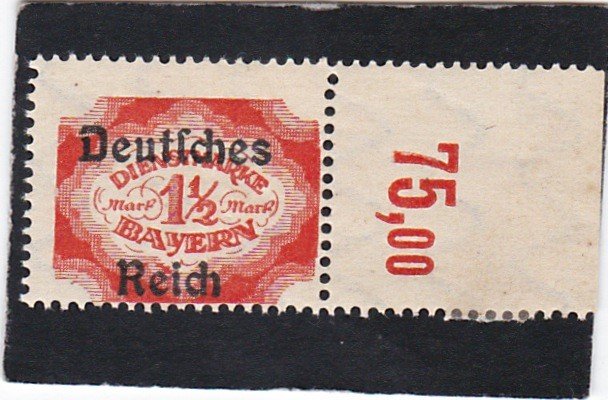 Deutſches
DIENSTMARKE
Mark 1½ Mark
BAYERN
Reich
75,00